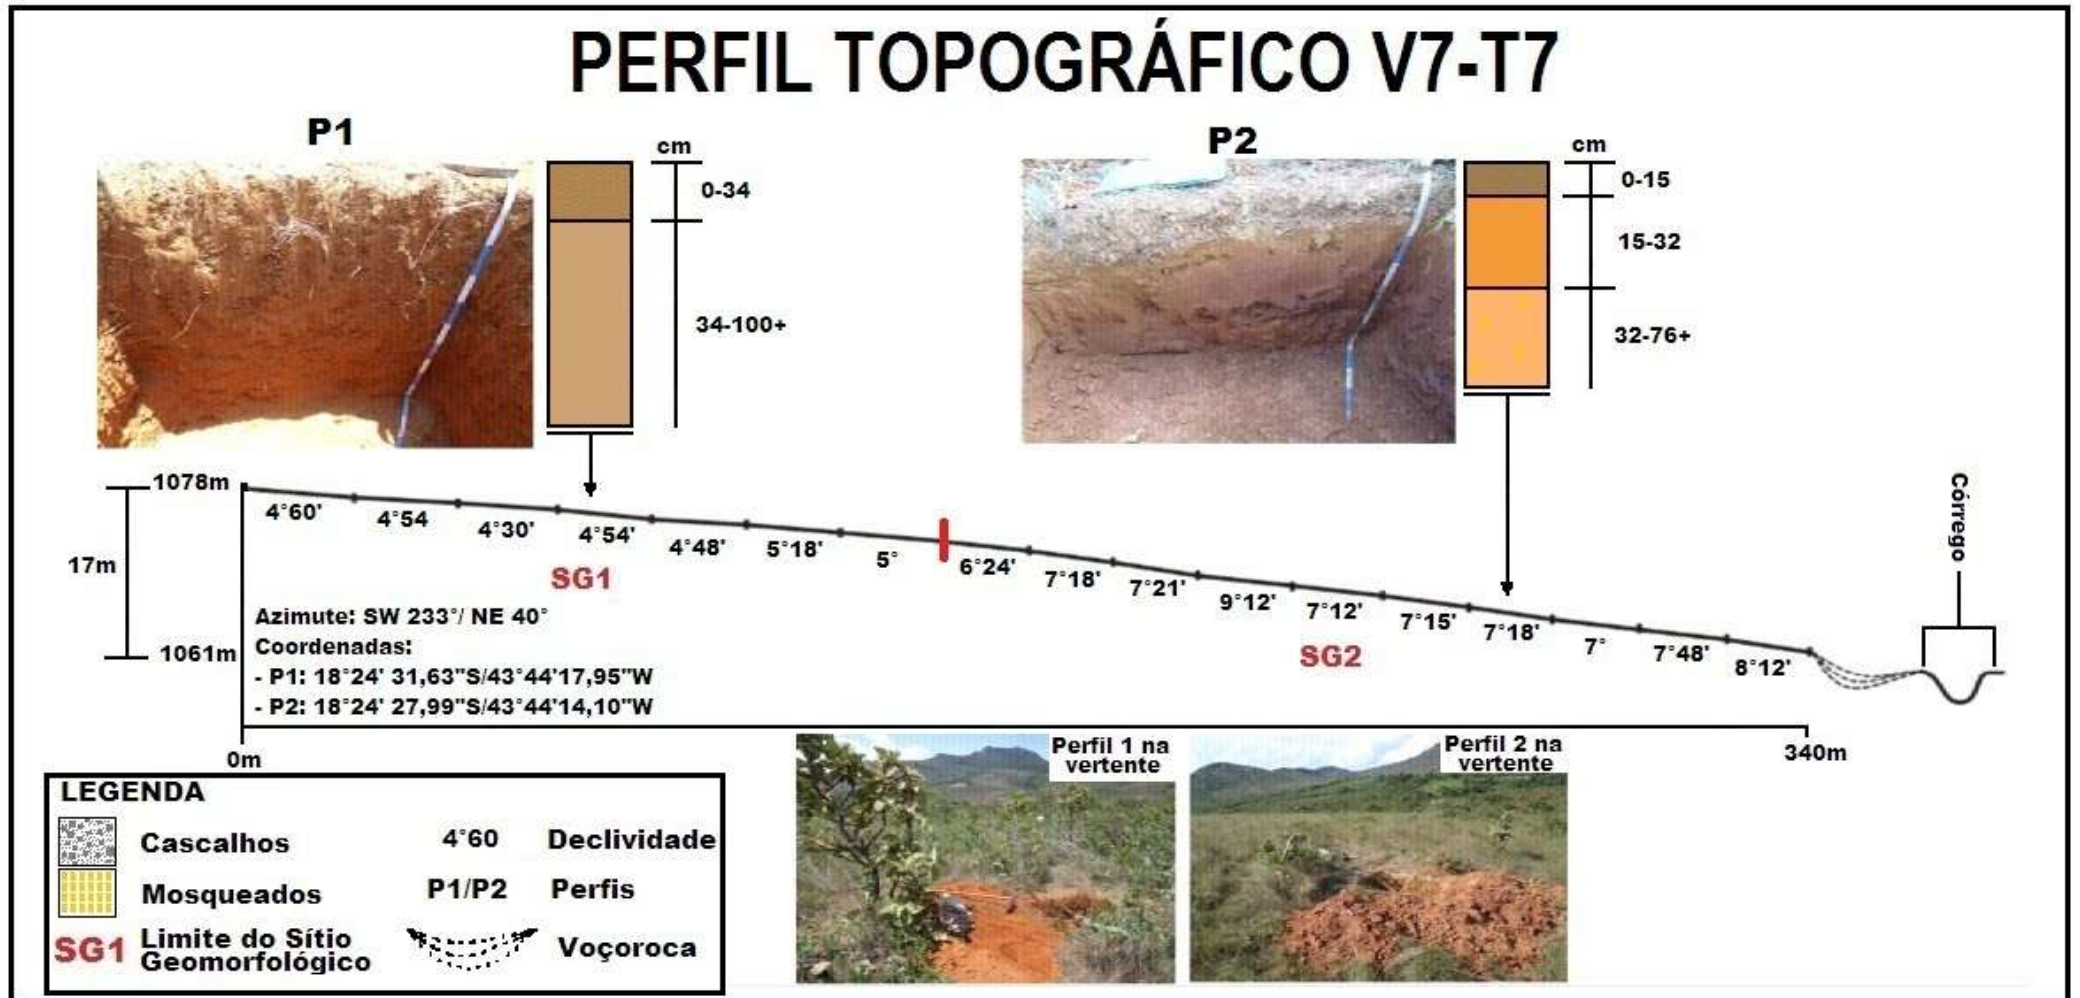 PERFIL TOPOGRÁFICO V7-T7
P1
cm
0-34
34-100+
P2
cm
0-15
15-32
32-76+
1078m
17m
1061m
4°60'
4°54
4°30'
4°54'
4°48'
5°18'
5°
6°24'
7°18'
7°21'
9°12'
7°12'
7°15'
7°18'
7°
7°48'
8°12'
SG1
SG2
Córrego
Azimute: SW 233°/ NE 40°
Coordenadas:
- P1: 18°24' 31,63"S/43°44'17,95"W
- P2: 18°24' 27,99"S/43°44'14,10"W
0m
340m
Perfil 1 na
vertente
Perfil 2 na
vertente
LEGENDA
Cascalhos
4°60 Declividade
Mosqueados
P1/P2 Perfis
SG1 Limite do Sítio
Geomorfológico
Voçoroca